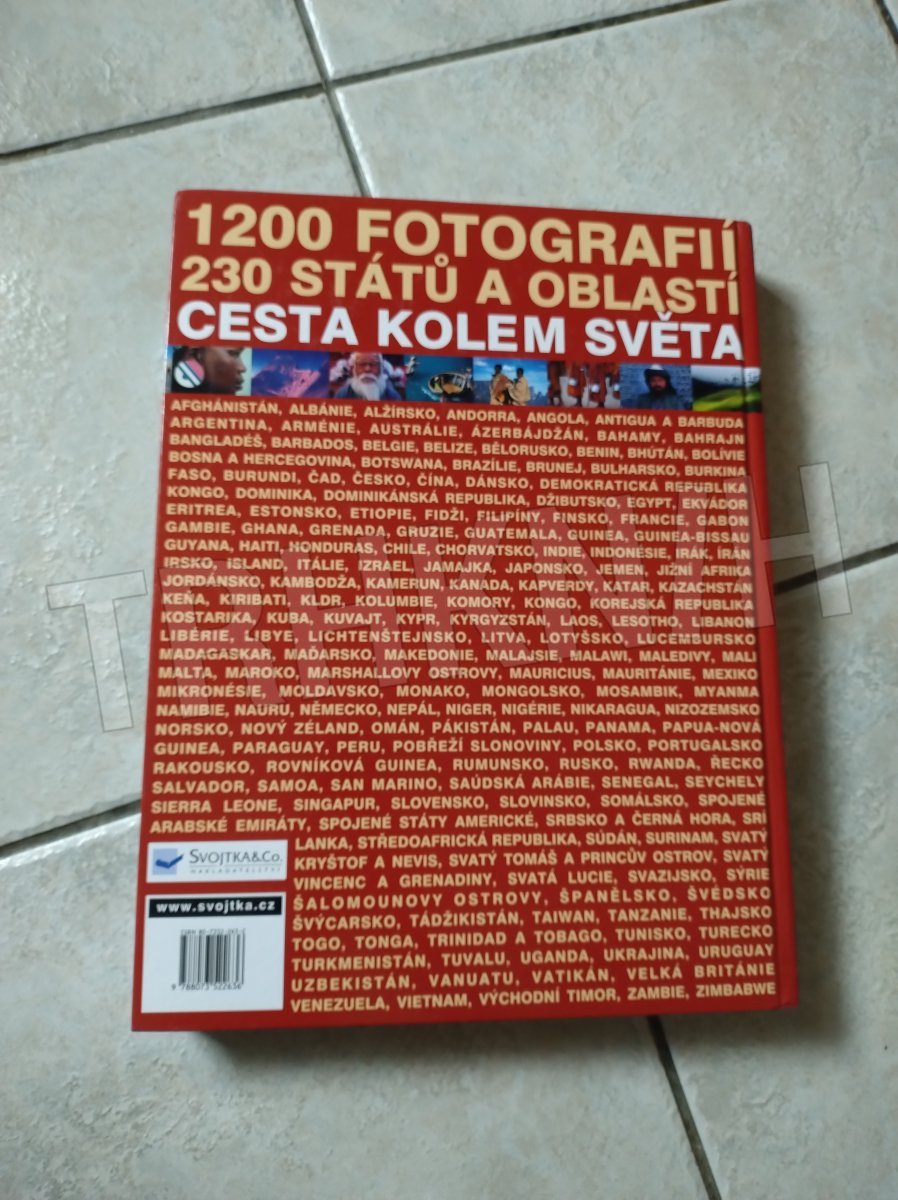 1200 FOTOGRAFIÍ
230 STÁTŮ A OBLASTÍ
CESTA KOLEM SVĚTA
AFGHÁNISTÁN, ALBÁNIE, ALŽÍRSKO, ANDORRA, ANGOLA, ANTIGUA A BARBUDA
ARGENTINA, ARMÉNIE, AUSTRÁLIE, ÁZERBÁJDŽÁN, BAHAMY, BAHRAJN
BANGLADÉŠ, BARBADOS, BELGIE, BELIZE, BĚLORUSKO, BENIN, BHÚTÁN, BOLÍVIE
BOSNA A HERCEGOVINA, BOTSWANA, BRAZÍLIE, BRUNEJ, BULHARSKO, BURKINA
FASO, BURUNDI, ČAD, ČESKO, ČÍNA, DÁNSKO, DEMOKRATICKÁ REPUBLIKA
KONGO, DOMINIKA, DOMINIKÁNSKÁ REPUBLIKA, DŽIBUTSKO, EGYPT, EKVÁDOR
ERITREA, ESTONSKO, ETIOPIE, FIDŽI, FILIPÍNY, FINSKO, FRANCIE, GABON
GAMBIE, GHANA, GRENADA, GRUZIE, GUATEMALA, GUINEA, GUINEA-BISSAU
GUYANA, HAITI, HONDURAS, CHILE, CHORVATSKO, INDIE, INDONÉSIE, IRÁK, ÍRÁN
IRSKO, ISLAND, ITÁLIE, IZRAEL, JAMAJKA, JAPONSKO, JEMEN, JIŽNÍ AFRIKA
JORDÁNSKO, KAMBODŽA, KAMERUN, KANADA, KAPVERDY, KATAR, KAZACHSTÁN
KEŇA, KIRIBATI, KLDR, KOLUMBIE, KOMORY, KONGO, KOREJSKÁ REPUBLIKA
KOSTARIKA, KUBA, KUVAJT, KYPR, KYRGYZSTÁN, LAOS, LESOTHO, LIBANON
LIBÉRIE, LIBYE, LICHTENŠTEJNSKO, LITVA, LOTYŠSKO, LUCEMBURSKO
MADAGASKAR, MAĎARSKO, MAKEDONIE, MALAJSIE, MALAWI, MALEDIVY, MALI
MALTA, MAROKO, MARSHALLOVY OSTROVY, MAURICIUS, MAURITÁNIE, MEXIKO
MIKRONÉSIE, MOLDAVSKO, MONAKO, MONGOLSKO, MOSAMBIK, MYANMA
NAMIBIE, NAURU, NĚMECKO, NEPÁL, NIGER, NIGÉRIE, NIKARAGUA, NIZOZEMSKO
NORSKO, NOVÝ ZÉLAND, OMÁN, PÁKISTÁN, PALAU, PANAMA, PAPUA-NOVÁ
GUINEA, PARAGUAY, PERU, POBŘEŽÍ SLONOVINY, POLSKO, PORTUGALSKO
RAKOUSKO, ROVNÍKOVÁ GUINEA, RUMUNSKO, RUSKO, RWANDA, ŘECKO
SALVADOR, SAMOA, SAN MARINO, SAÚDSKÁ ARÁBIE, SENEGAL, SEYCHELY
SIERRA LEONE, SINGAPUR, SLOVENSKO, SLOVINSKO, SOMÁLSKO, SPOJENÉ
ARABSKÉ EMIRÁTY, SPOJENÉ STÁTY AMERICKÉ, SRBSKO A ČERNÁ HORA, SRÍ
LANKA, STŘEDOAFRICKÁ REPUBLIKA, SÚDÁN, SURINAM, SVATÝ
KRYŠTOF A NEVIS, SVATÝ TOMÁŠ A PRINCŮV OSTROV, SVATÝ
VINCENC A GRENADINY, SVATÁ LUCIE, SVAZIJSKO, SÝRIE
ŠALOMOUNOVY OSTROVY, ŠPANĚLSKO, ŠVÉDSKO
ŠVÝCARSKO, TÁDŽIKISTÁN, TAIWAN, TANZANIE, THAJSKO
TOGO, TONGA, TRINIDAD A TOBAGO, TUNISKO, TURECKO
TURKMENISTÁN, TUVALU, UGANDA, UKRAJINA, URUGUAY
UZBEKISTÁN, VANUATU, VATIKÁN, VELKÁ BRITÁNIE
VENEZUELA, VIETNAM, VÝCHODNÍ TIMOR, ZAMBIE, ZIMBABWE
SVOJTKA&CO.
NAKLADATELSTVÍ
www.svojtka.cz
ISBN 80-7352-263-2
9 788073 522636